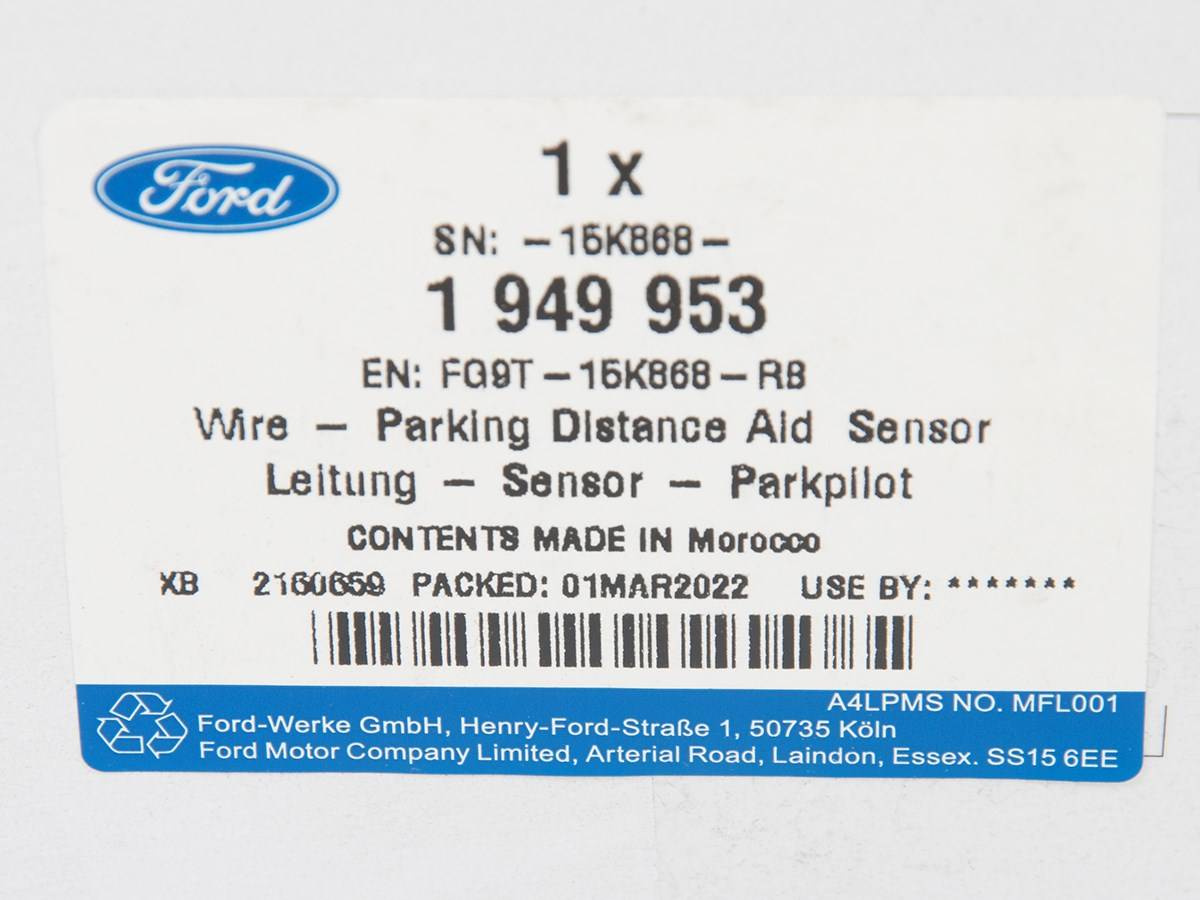 Ford
1 x
SN: -15K868-
1 949 953
EN: FG9T-15K868-RB
Wire - Parking Distance Aid Sensor
Leitung - Sensor - Parkpilot
CONTENTS MADE IN Morocco
XB 2160659 PACKED: 01MAR2022 USE BY: *******
A4LPMS NO. MFL001
Ford-Werke GmbH, Henry-Ford-Straße 1, 50735 Köln
Ford Motor Company Limited, Arterial Road, Laindon, Essex. SS15 6EE